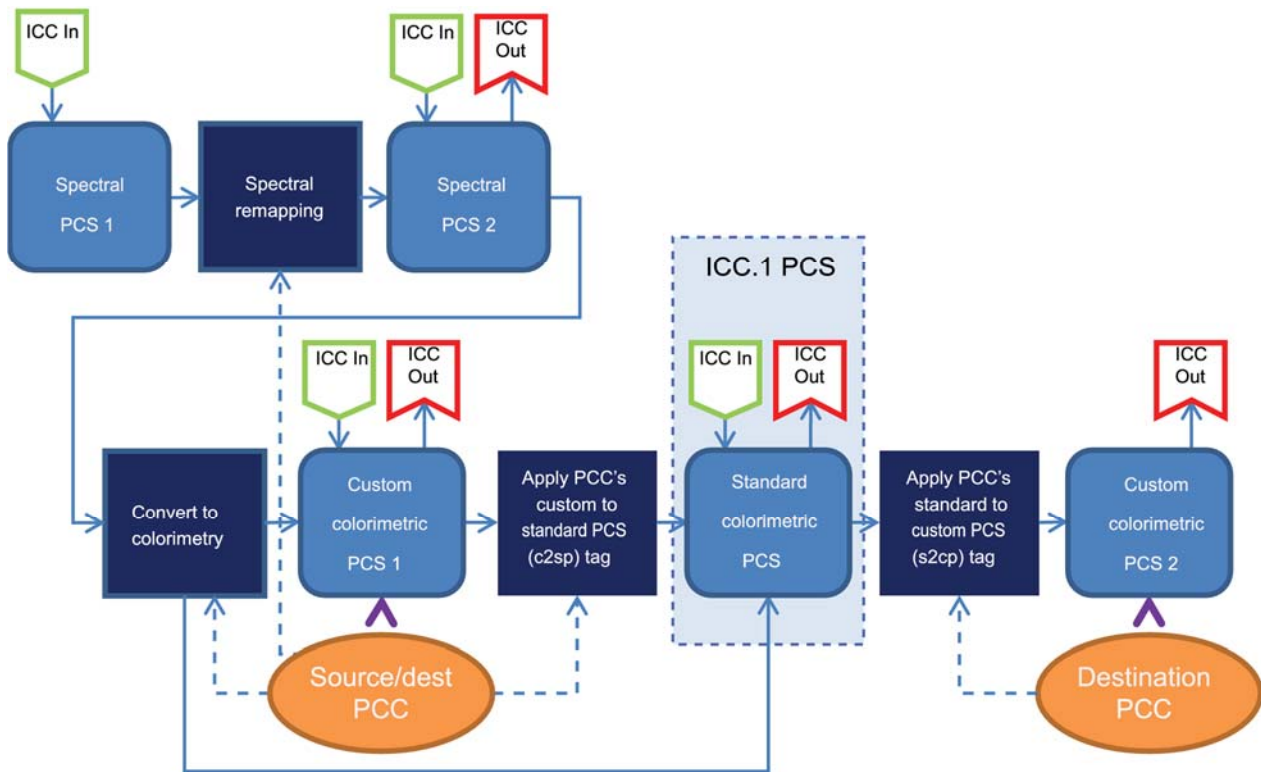 ICC In
ICC In
ICC
Out
Spectral
PCS 1
Spectral
remapping
Spectral
PCS 2
ICC.1 PCS
ICC In
ICC
Out
ICC In
ICC
Out
ICC
Out
Convert to
colorimetry
Custom
colorimetric
PCS 1
Apply PCC's
custom to
standard PCS
(c2sp) tag
Standard
colorimetric
PCS
Apply PCC's
standard to
custom PCS
(s2cp) tag
Custom
colorimetric
PCS 2
Source/dest
PCC
Destination
PCC